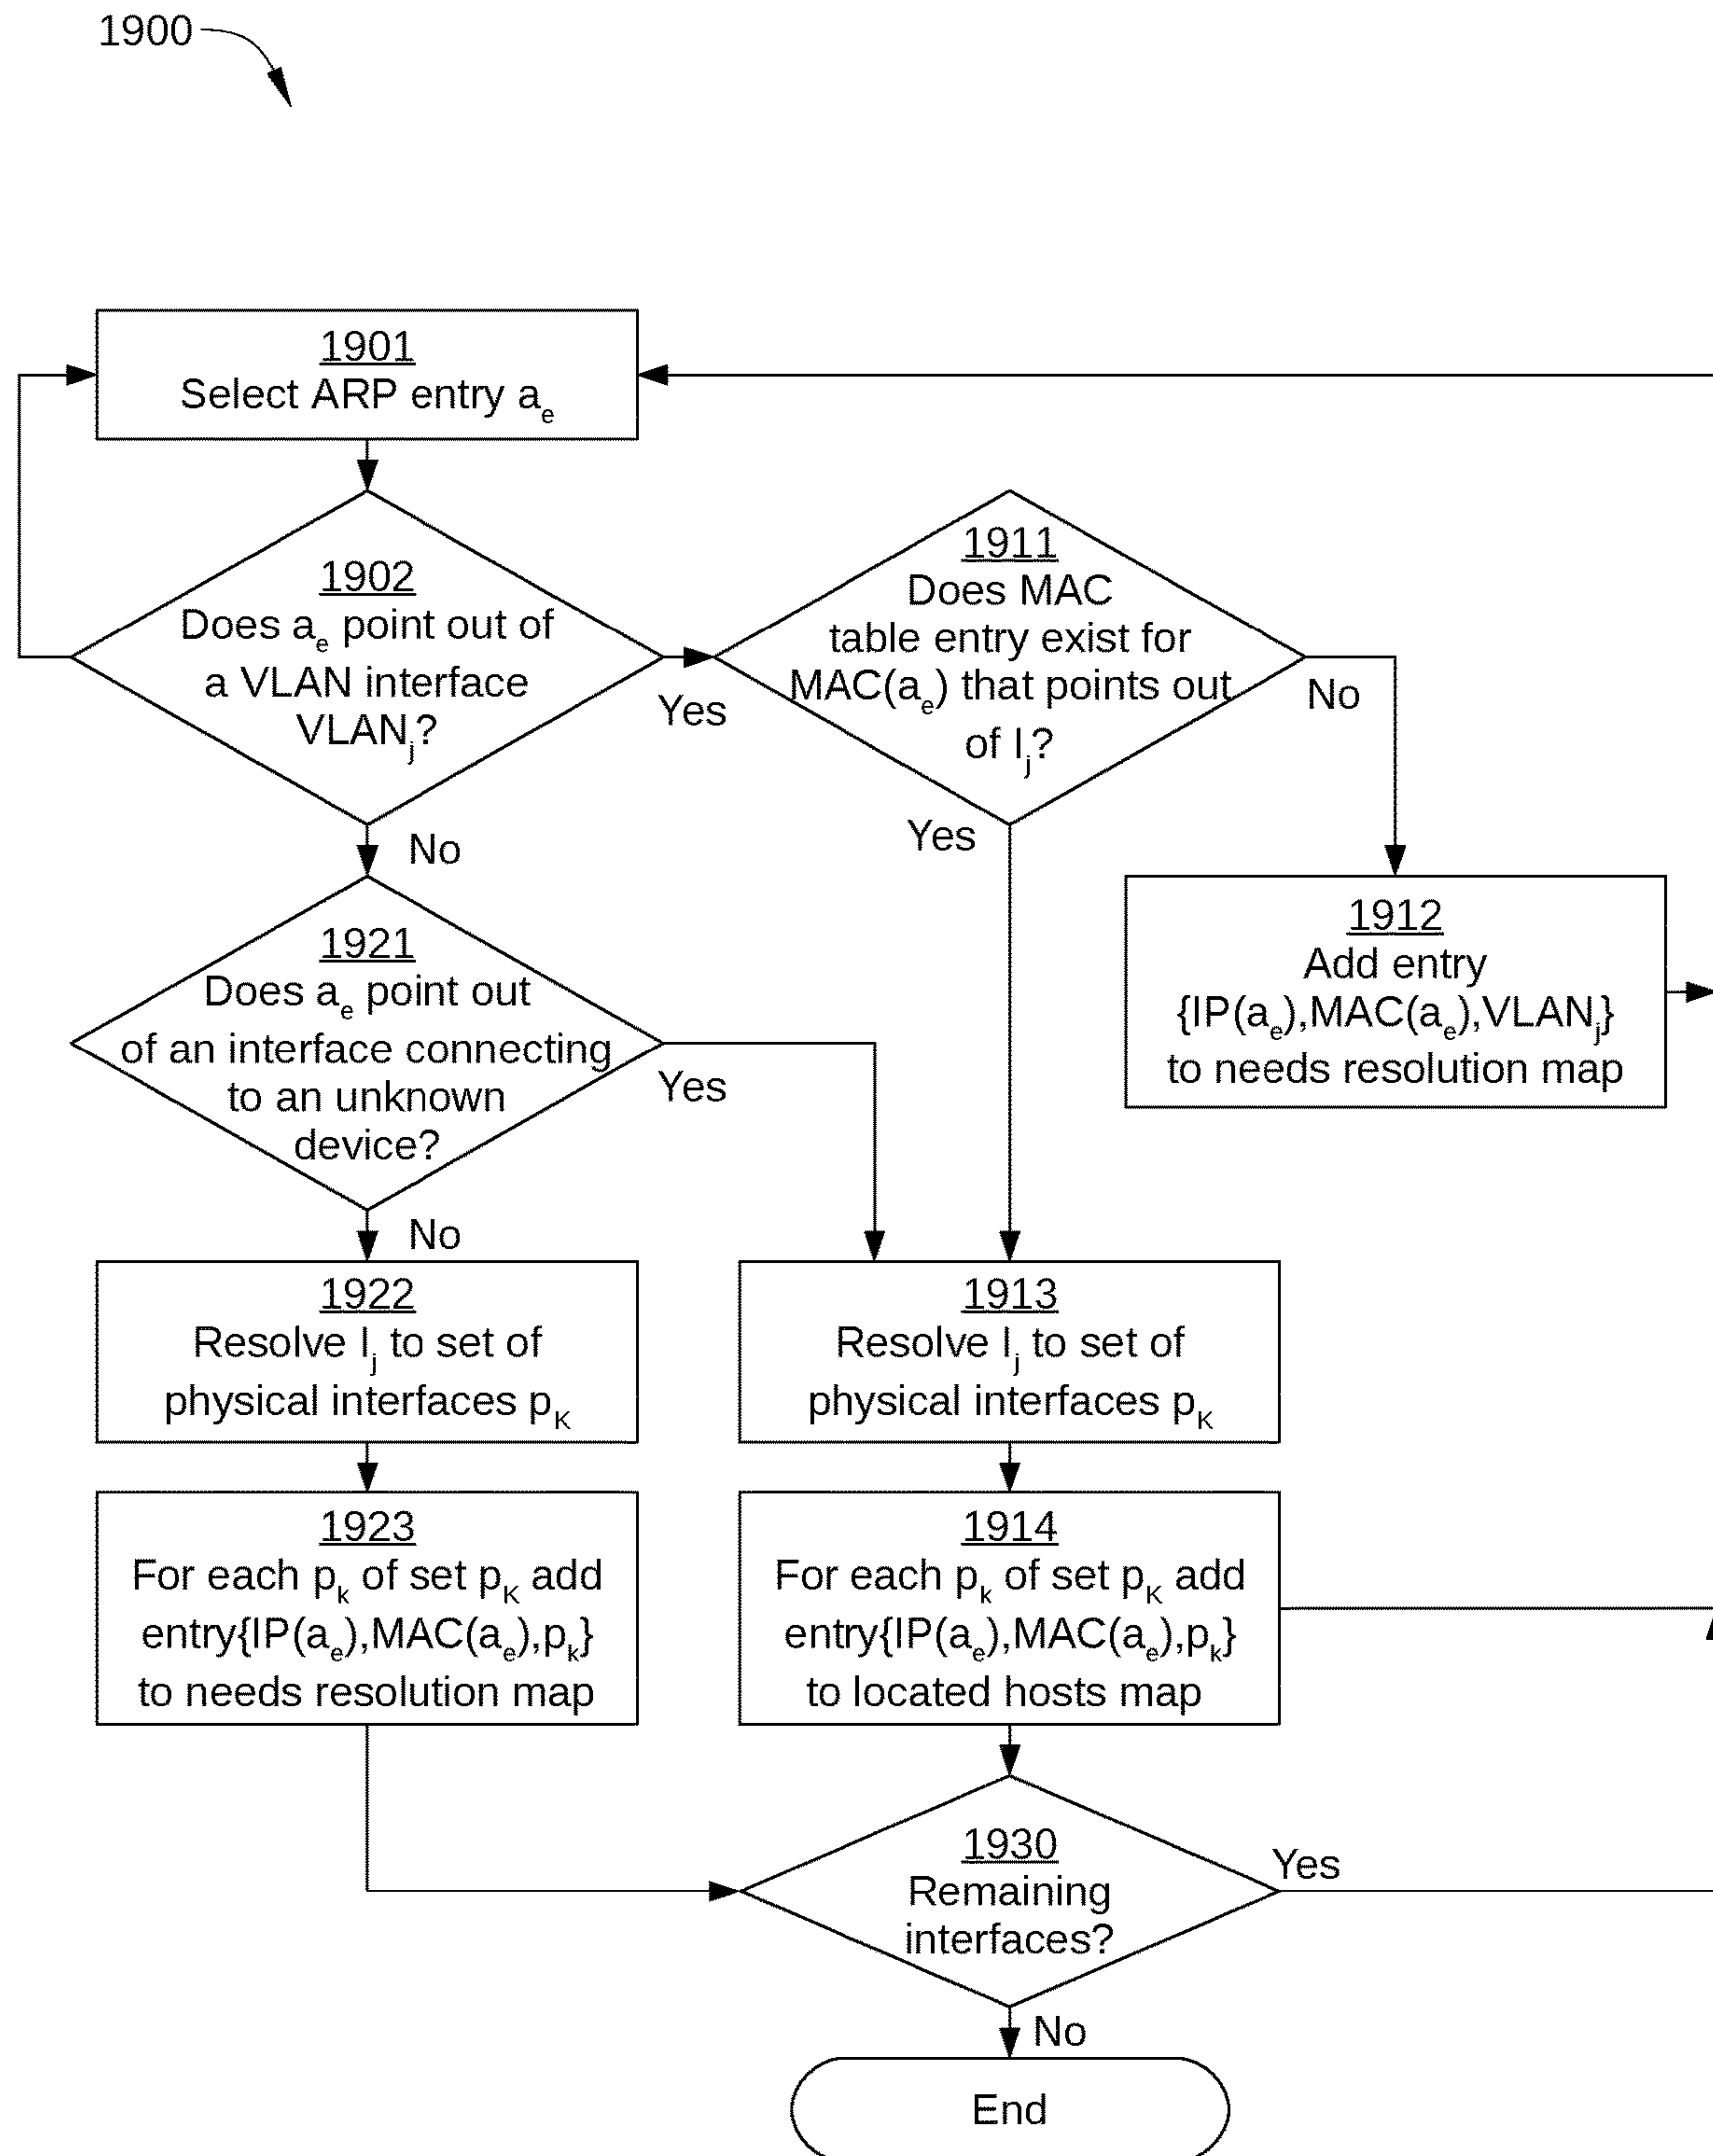 1900
1901
Select ARP entry aₑ
1902
Does aₑ point out of
a VLAN interface
VLANⱼ?
Yes
No
1911
Does MAC
table entry exist for
MAC(aₑ) that points out
of Iⱼ?
No
Yes
1912
Add entry
{IP(aₑ),MAC(aₑ),VLANⱼ}
to needs resolution map
1921
Does aₑ point out
of an interface connecting
to an unknown
device?
Yes
No
1922
Resolve Iⱼ to set of
physical interfaces p_K
1913
Resolve Iⱼ to set of
physical interfaces p_K
1923
For each pₖ of set p_K add
entry{IP(aₑ),MAC(aₑ),pₖ}
to needs resolution map
1914
For each pₖ of set p_K add
entry{IP(aₑ),MAC(aₑ),pₖ}
to located hosts map
1930
Remaining
interfaces?
Yes
No
End